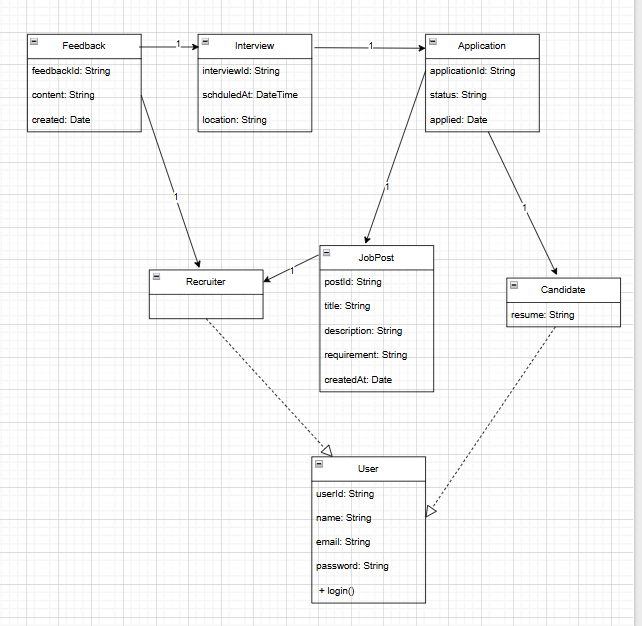 Feedback
feedbackId: String
content: String
created: Date
1
Interview
interviewId: String
schduledAt: DateTime
location: String
1
Application
applicationId: String
status: String
applied: Date
1
1
1
Recruiter
1
JobPost
postId: String
title: String
description: String
requirement: String
createdAt: Date
Candidate
resume: String
User
userId: String
name: String
email: String
password: String
+ login()